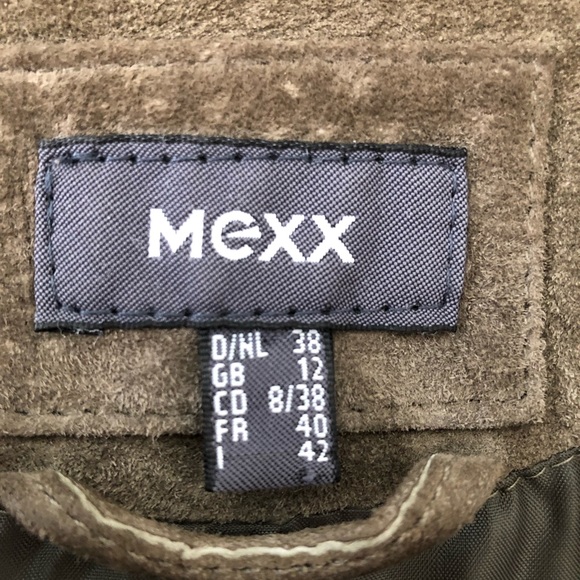 Mexx
D/NL 38
GB 12
CD 8/38
FR 40
I 42